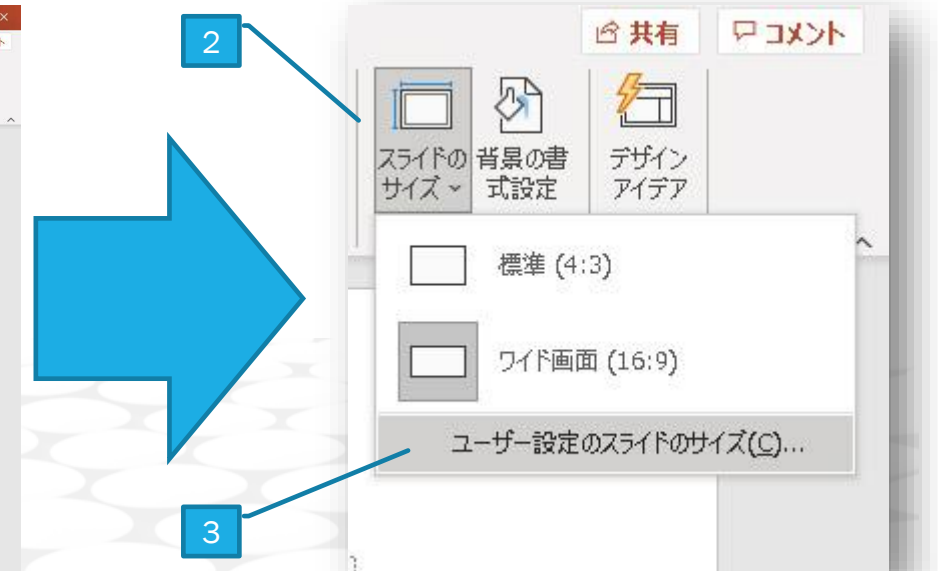 2
共有
コメント
スライドの
サイズ
背景の書
式設定
デザイン
アイデア
標準 (4:3)
ワイド画面 (16:9)
ユーザー設定のスライドのサイズ(C)...
3